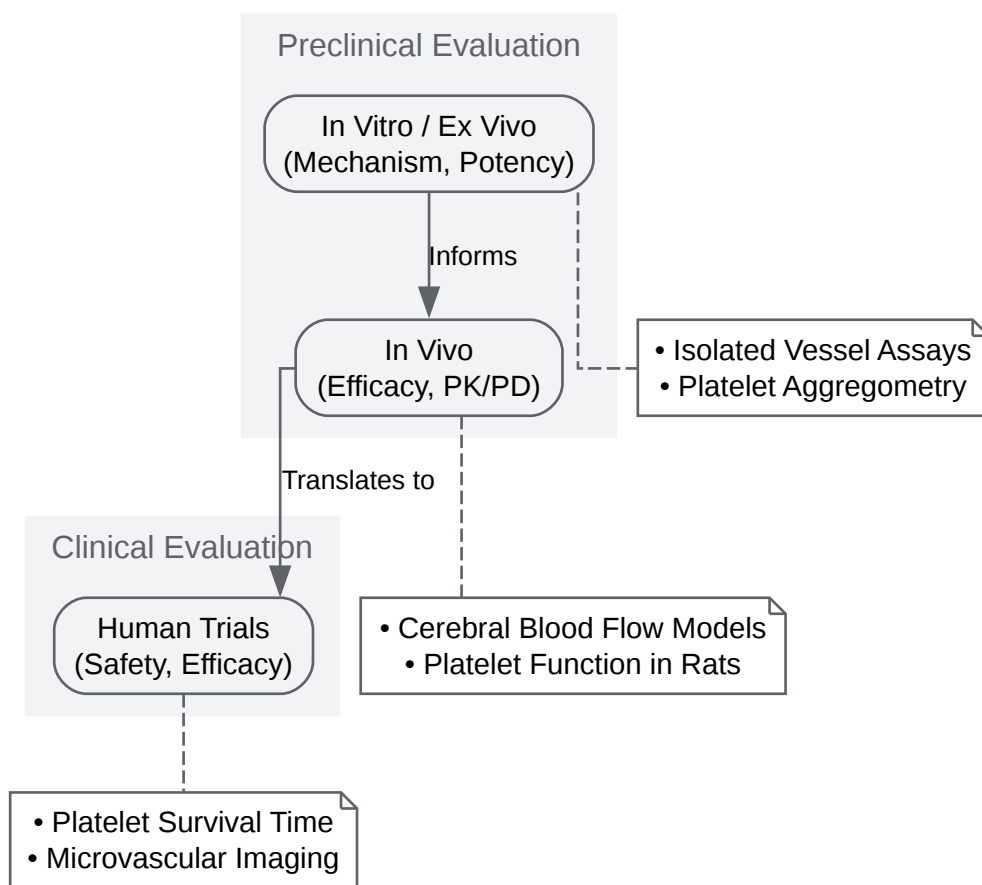 Preclinical Evaluation
In Vitro / Ex Vivo
(Mechanism, Potency)
Informs
In Vivo
(Efficacy, PK/PD)
• Isolated Vessel Assays
• Platelet Aggregometry
Translates to
Clinical Evaluation
Human Trials
(Safety, Efficacy)
• Cerebral Blood Flow Models
• Platelet Function in Rats
• Platelet Survival Time
• Microvascular Imaging